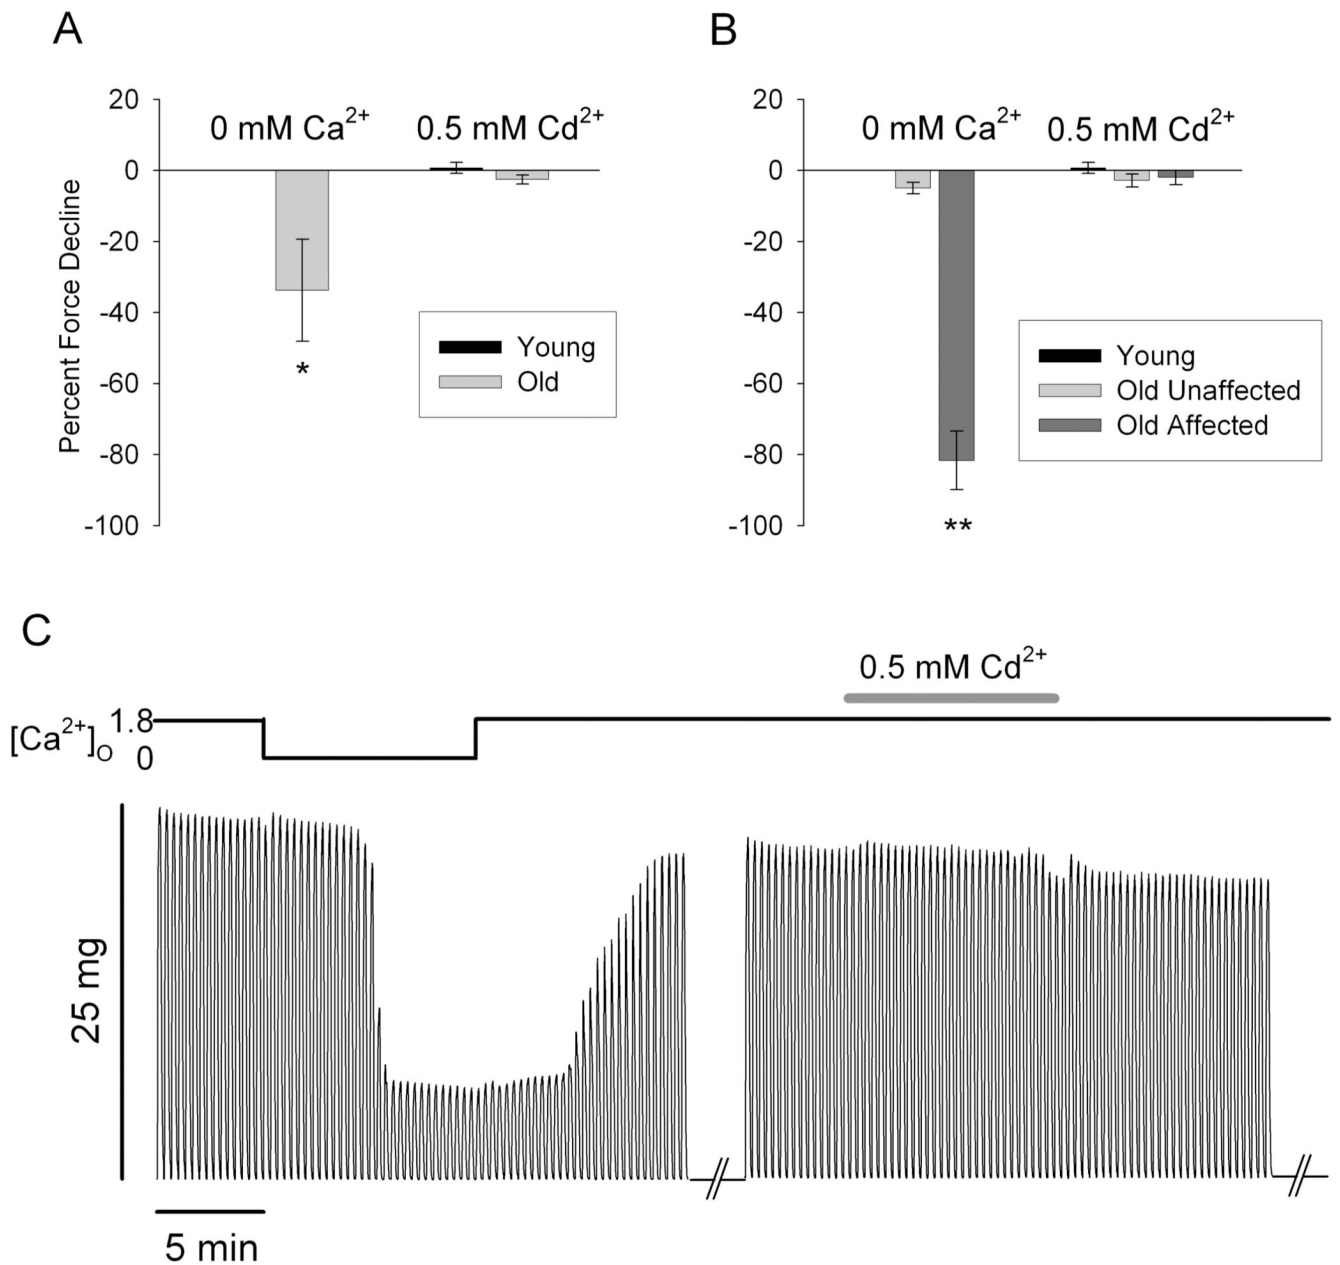 A
B
20
0
-20
-40
-60
-80
-100
Percent Force Decline
0 mM Ca²⁺
0.5 mM Cd²⁺
*
Young
Old
20
0
-20
-40
-60
-80
-100
0 mM Ca²⁺
0.5 mM Cd²⁺
**
Young
Old Unaffected
Old Affected
C
0.5 mM Cd²⁺
[Ca²⁺]O
1.8
0
25 mg
5 min